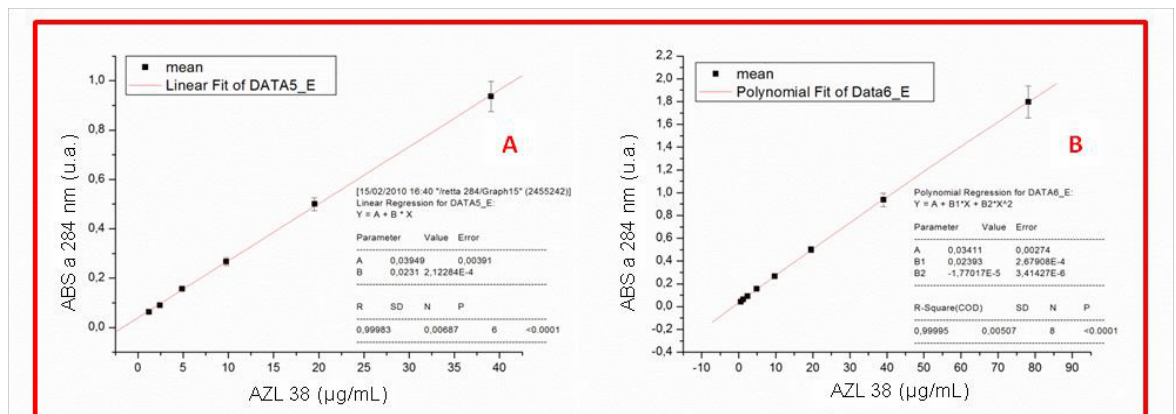 mean
Linear Fit of DATA5_E
ABS a 284 nm (u.a.)
1,0
0,8
0,6
0,4
0,2
0,0
A
[15/02/2010 16:40 "/retta 284/Graph15" (2455242)]
Linear Regression for DATA5_E:
Y = A + B * X
Parameter Value Error
A 0,03949 0,00391
B 0,0231 2,12284E-4
R SD N P
0,99983 0,00687 6 <0.0001
0 5 10 15 20 25 30 35 40 45
AZL 38 (µg/mL)
mean
Polynomial Fit of Data6_E
ABS a 284 nm (u.a.)
2,2
2,0
1,8
1,6
1,4
1,2
1,0
0,8
0,6
0,4
0,2
0,0
-0,2
-0,4
B
Polynomial Regression for DATA6_E:
Y = A + B1*X + B2*X^2
Parameter Value Error
A 0,03411 0,00274
B1 0,02393 2,67908E-4
B2 -1,77017E-5 3,41427E-6
R-Square(COD) SD N P
0,99995 0,00507 8 <0.0001
-10 0 10 20 30 40 50 60 70 80 90
AZL 38 (µg/mL)